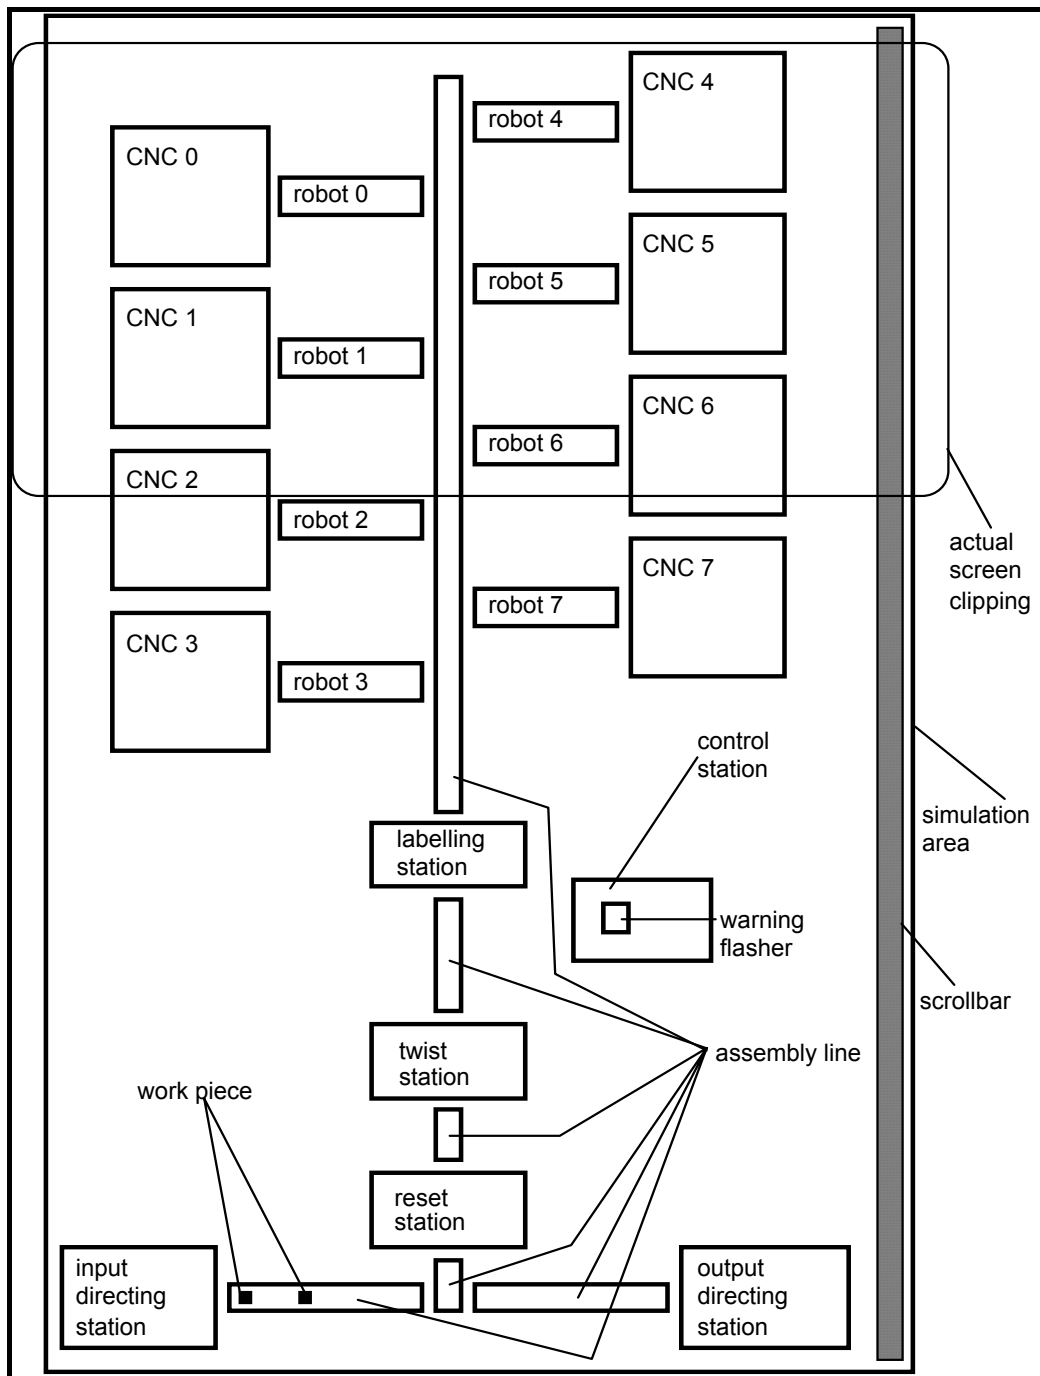 CNC 4
robot 4
CNC 0
robot 0
CNC 5
robot 5
CNC 1
robot 1
CNC 6
robot 6
CNC 2
robot 2
actual
screen
clipping
CNC 7
robot 7
CNC 3
robot 3
control
station
simulation
area
labelling
station
warning
flasher
scrollbar
twist
station
assembly line
work piece
reset
station
input
directing
station
output
directing
station